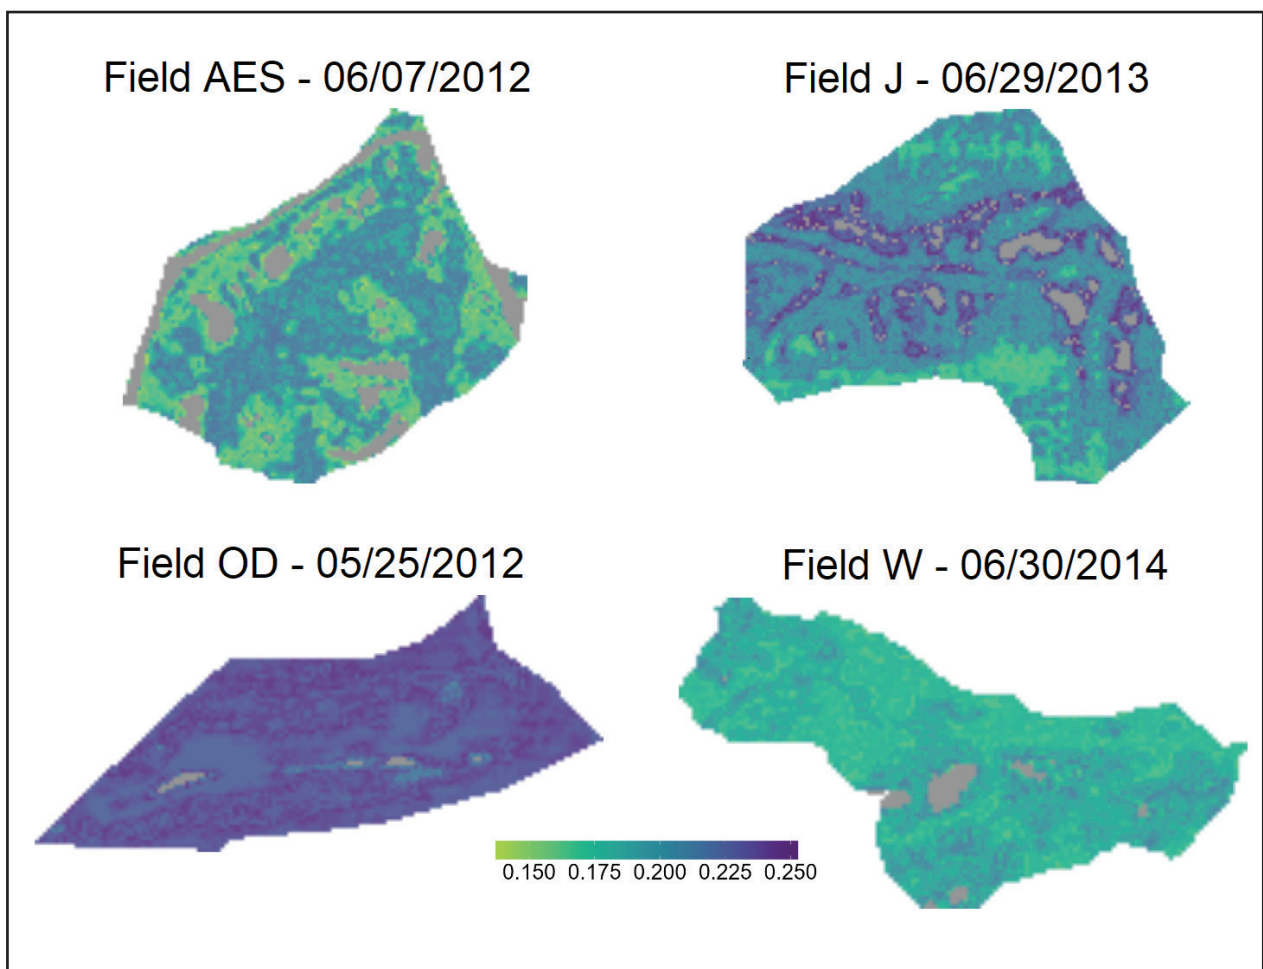 Field AES - 06/07/2012
Field J - 06/29/2013
Field OD - 05/25/2012
Field W - 06/30/2014
0.150 0.175 0.200 0.225 0.250